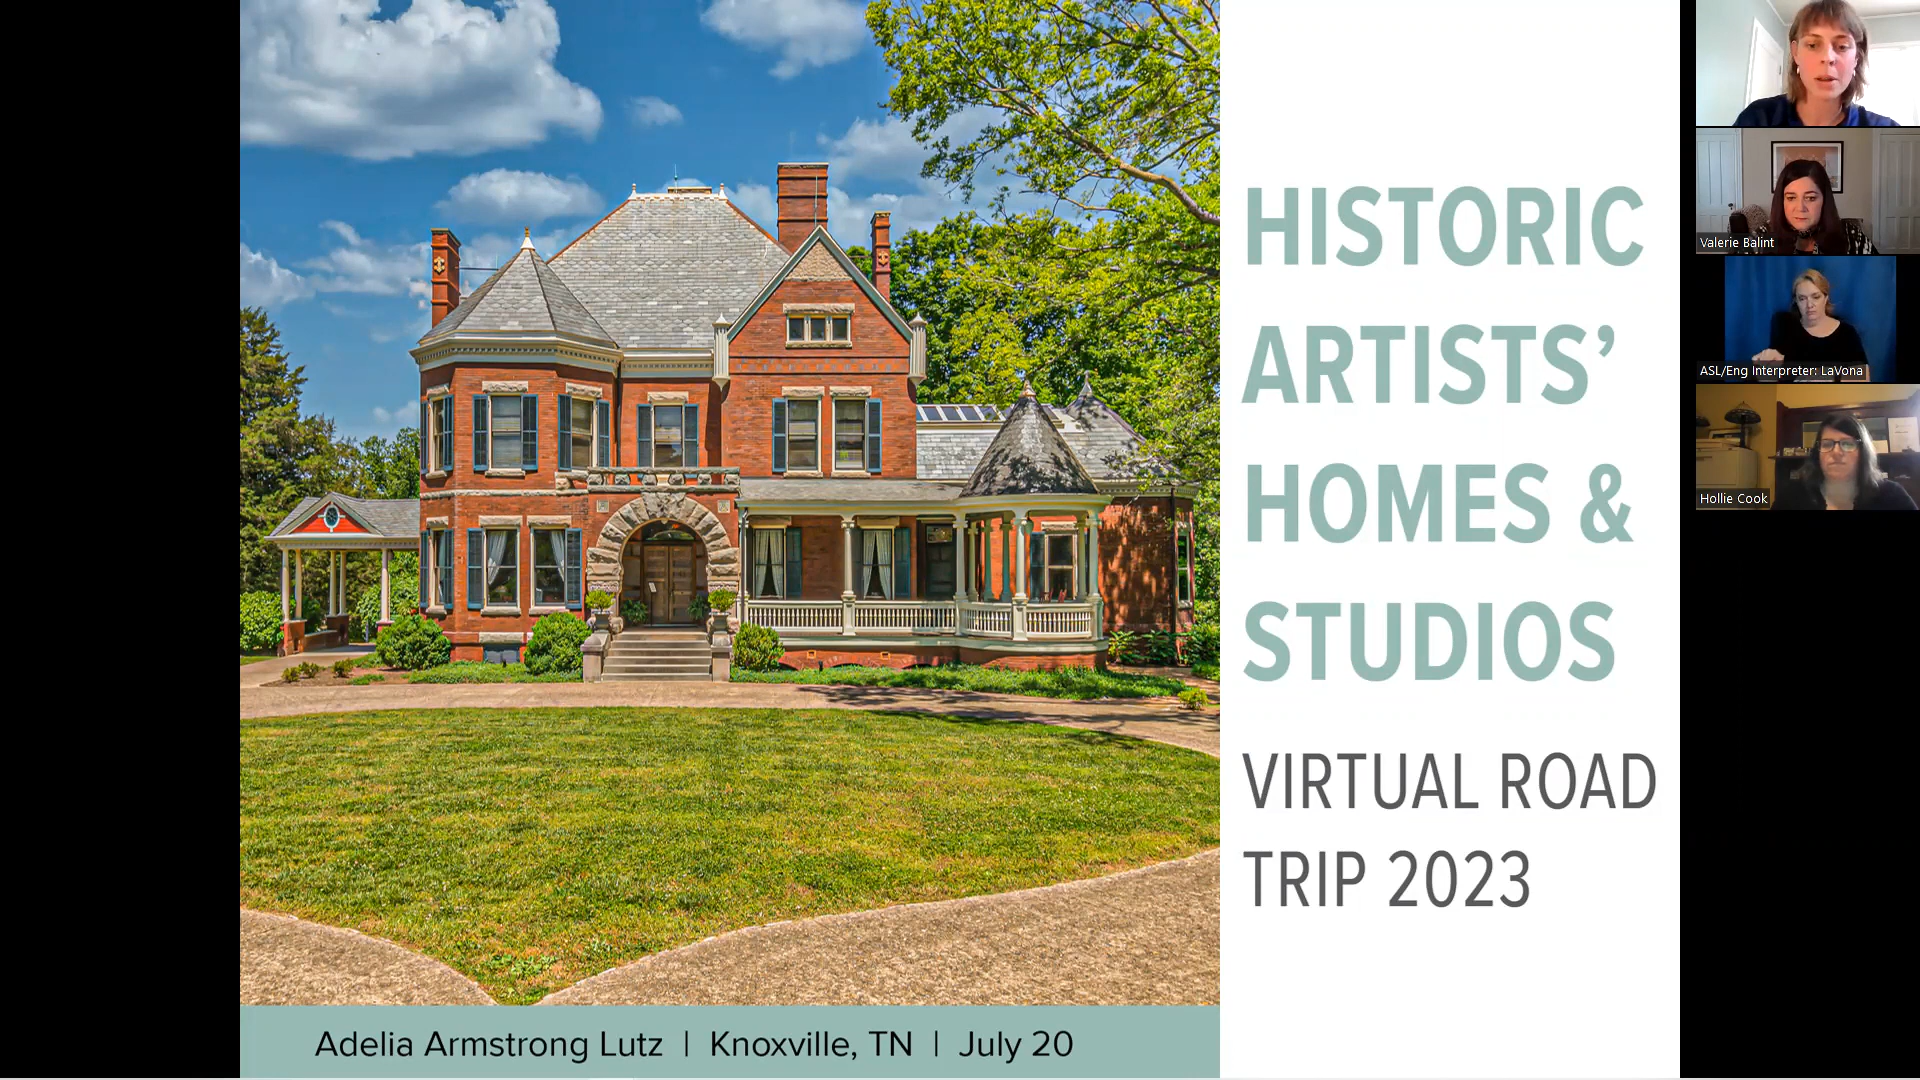 HISTORIC
ARTISTS’
HOMES &
STUDIOS
VIRTUAL ROAD
TRIP 2023
Adelia Armstrong Lutz | Knoxville, TN | July 20
Valerie Balint
ASL/Eng Interpreter: LaVona
Hollie Cook